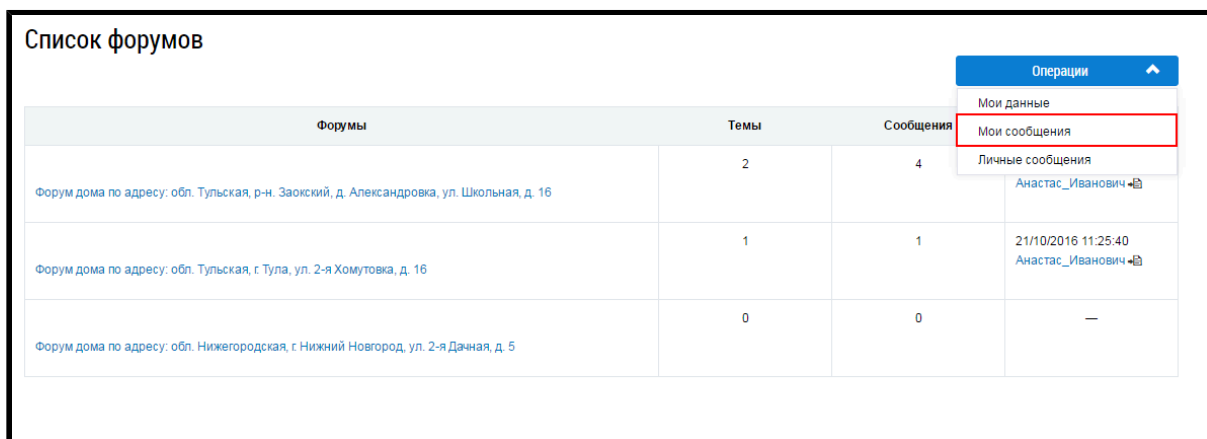 Список форумов
Операции
Мои данные
Мои сообщения
Личные сообщения
Форумы Темы Сообщения
2 4
Форум дома по адресу: обл. Тульская, р-н. Заокский, д. Александровка, ул. Школьная, д. 16 Анастас_Иванович
1 1 21/10/2016 11:25:40
Форум дома по адресу: обл. Тульская, г. Тула, ул. 2-я Хомутовка, д. 16 Анастас_Иванович
0 0 —
Форум дома по адресу: обл. Нижегородская, г. Нижний Новгород, ул. 2-я Дачная, д. 5